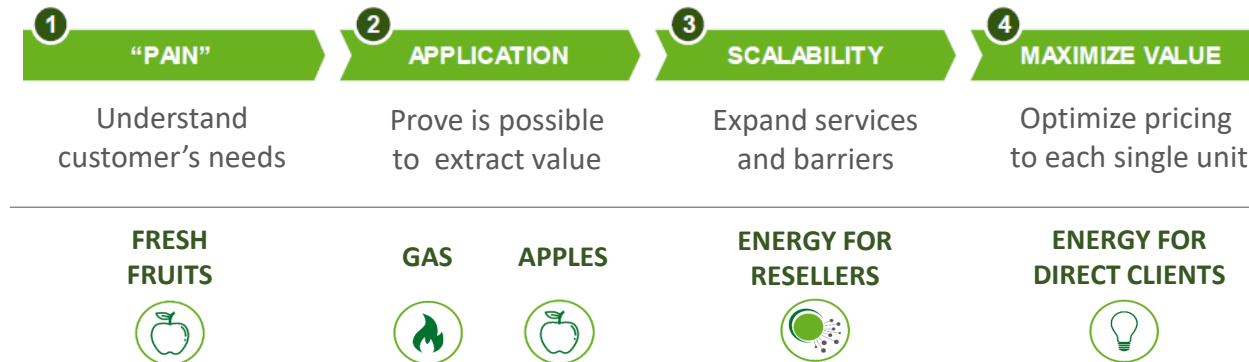 1
"PAIN"
Understand
customer's needs
FRESH
FRUITS
2
APPLICATION
Prove is possible
to extract value
GAS
APPLES
3
SCALABILITY
Expand services
and barriers
ENERGY FOR
RESELLERS
4
MAXIMIZE VALUE
Optimize pricing
to each single unit
ENERGY FOR
DIRECT CLIENTS